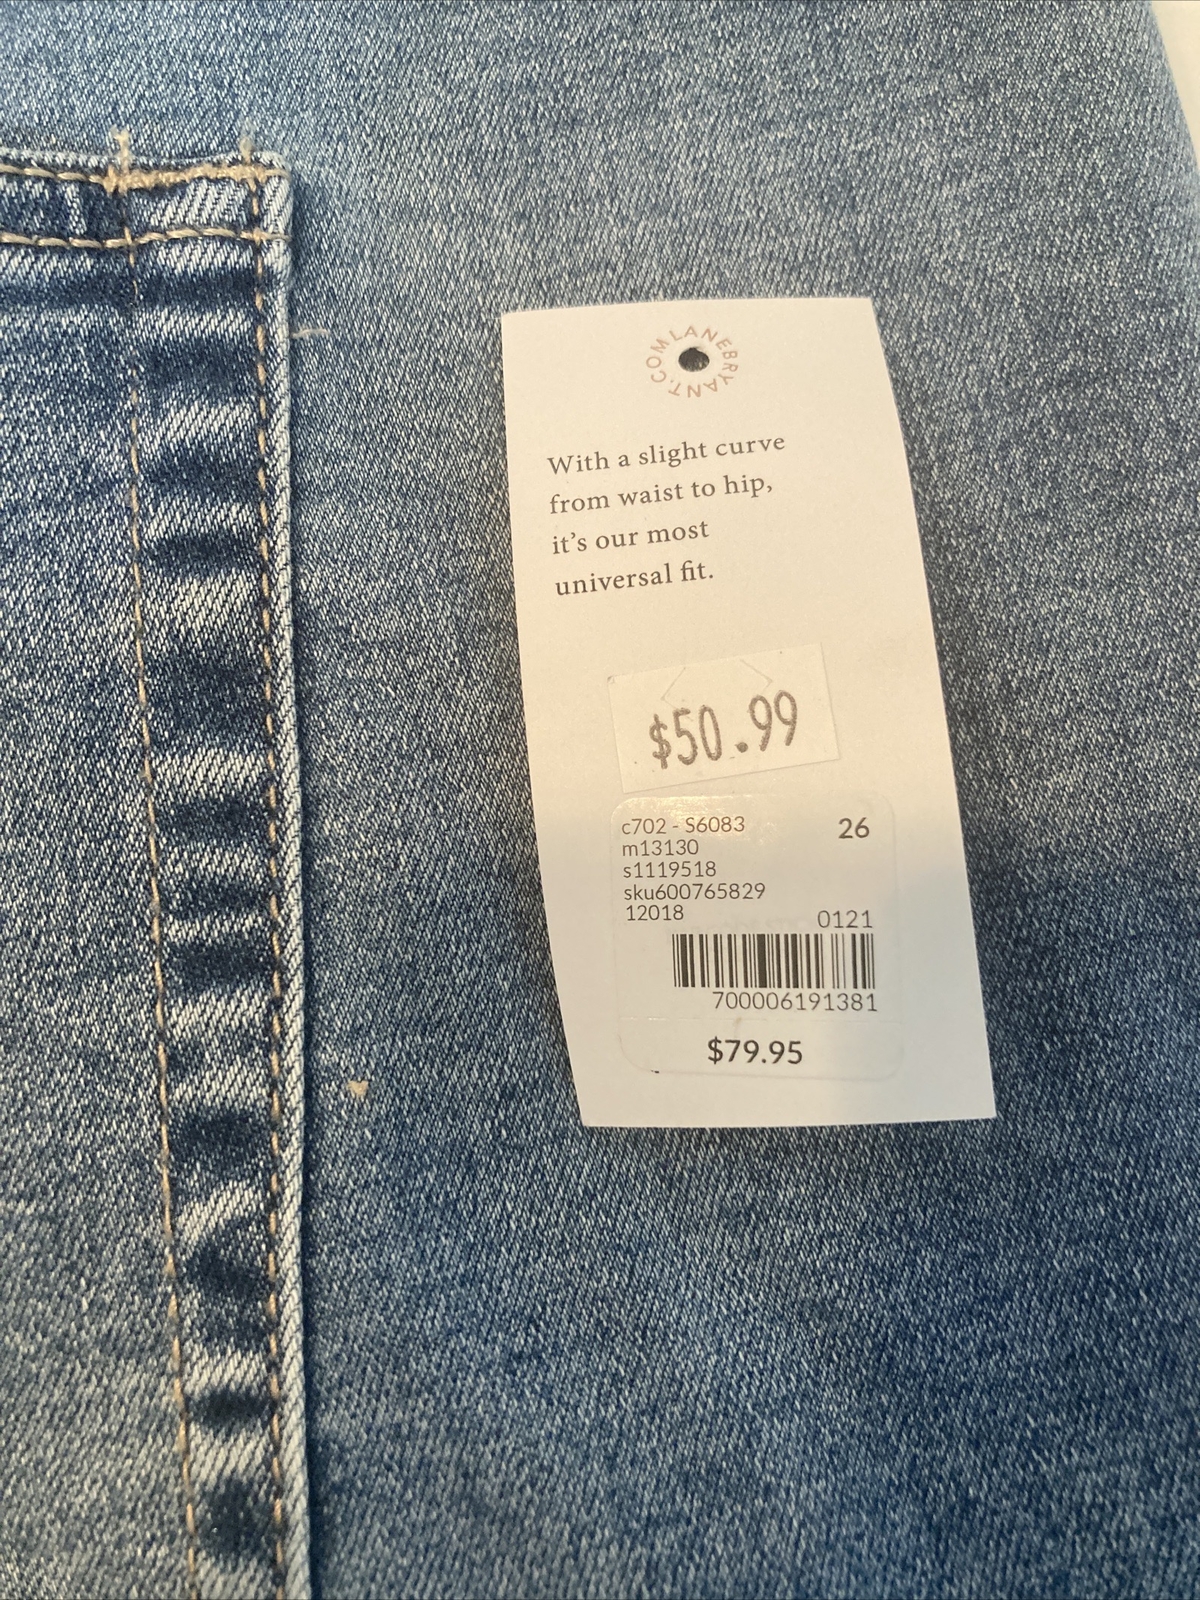 LANEBRYANT.COM
With a slight curve
from waist to hip,
it's our most
universal fit.
$50.99
c702 - S6083 26
m13130
s1119518
sku600765829
12018 0121
700006191381
$79.95